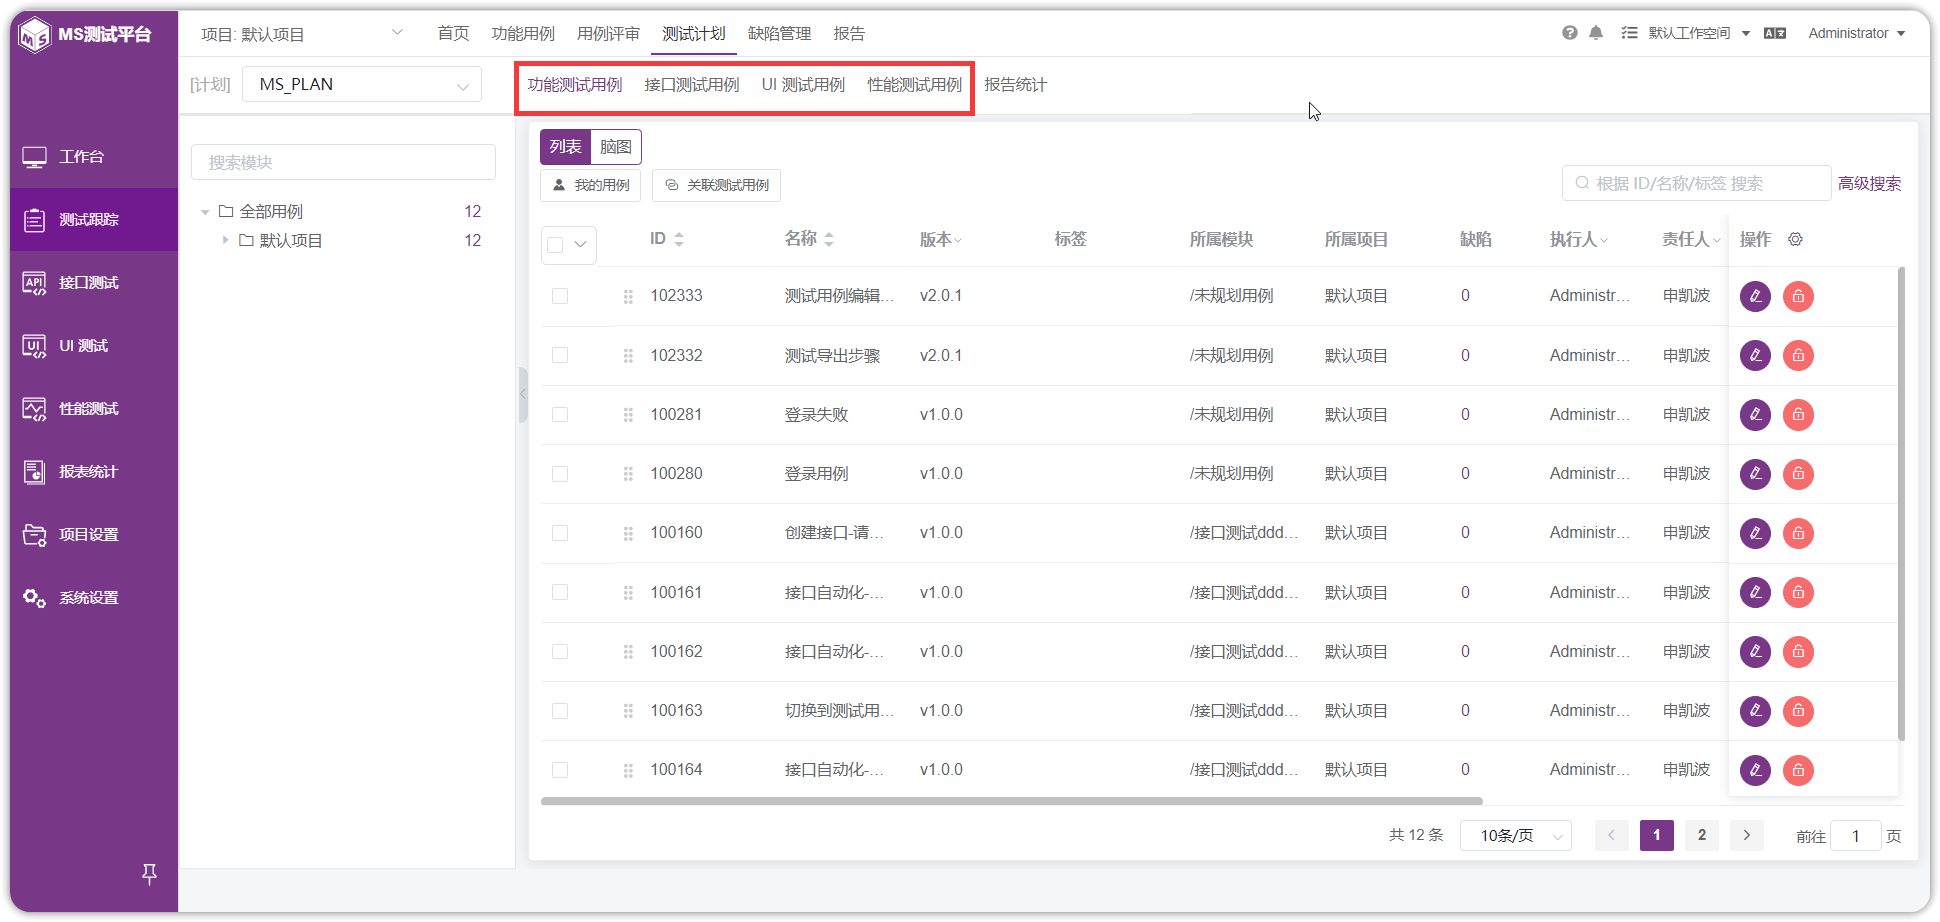 MS测试平台
项目: 默认项目
首页 功能用例 用例评审 测试计划 缺陷管理 报告
默认工作空间
Administrator
[计划] MS_PLAN
功能测试用例 接口测试用例 UI 测试用例 性能测试用例 报告统计
工作台
测试跟踪
接口测试
UI 测试
性能测试
报表统计
项目设置
系统设置
搜索模块
全部用例 12
默认项目 12
列表 脑图
我的用例 关联测试用例
根据 ID/名称/标签 搜索 高级搜索
ID 名称 版本 标签 所属模块 所属项目 缺陷 执行人 责任人 操作
102333 测试用例编辑... v2.0.1 /未规划用例 默认项目 0 Administr... 申凯波
102332 测试导出步骤 v2.0.1 /未规划用例 默认项目 0 Administr... 申凯波
100281 登录失败 v1.0.0 /未规划用例 默认项目 0 Administr... 申凯波
100280 登录用例 v1.0.0 /未规划用例 默认项目 0 Administr... 申凯波
100160 创建接口-请... v1.0.0 /接口测试ddd... 默认项目 0 Administr... 申凯波
100161 接口自动化-... v1.0.0 /接口测试ddd... 默认项目 0 Administr... 申凯波
100162 接口自动化-... v1.0.0 /接口测试ddd... 默认项目 0 Administr... 申凯波
100163 切换到测试用... v1.0.0 /接口测试ddd... 默认项目 0 Administr... 申凯波
100164 接口自动化-... v1.0.0 /接口测试ddd... 默认项目 0 Administr... 申凯波
共 12 条 10条/页 1 2 前往 1 页